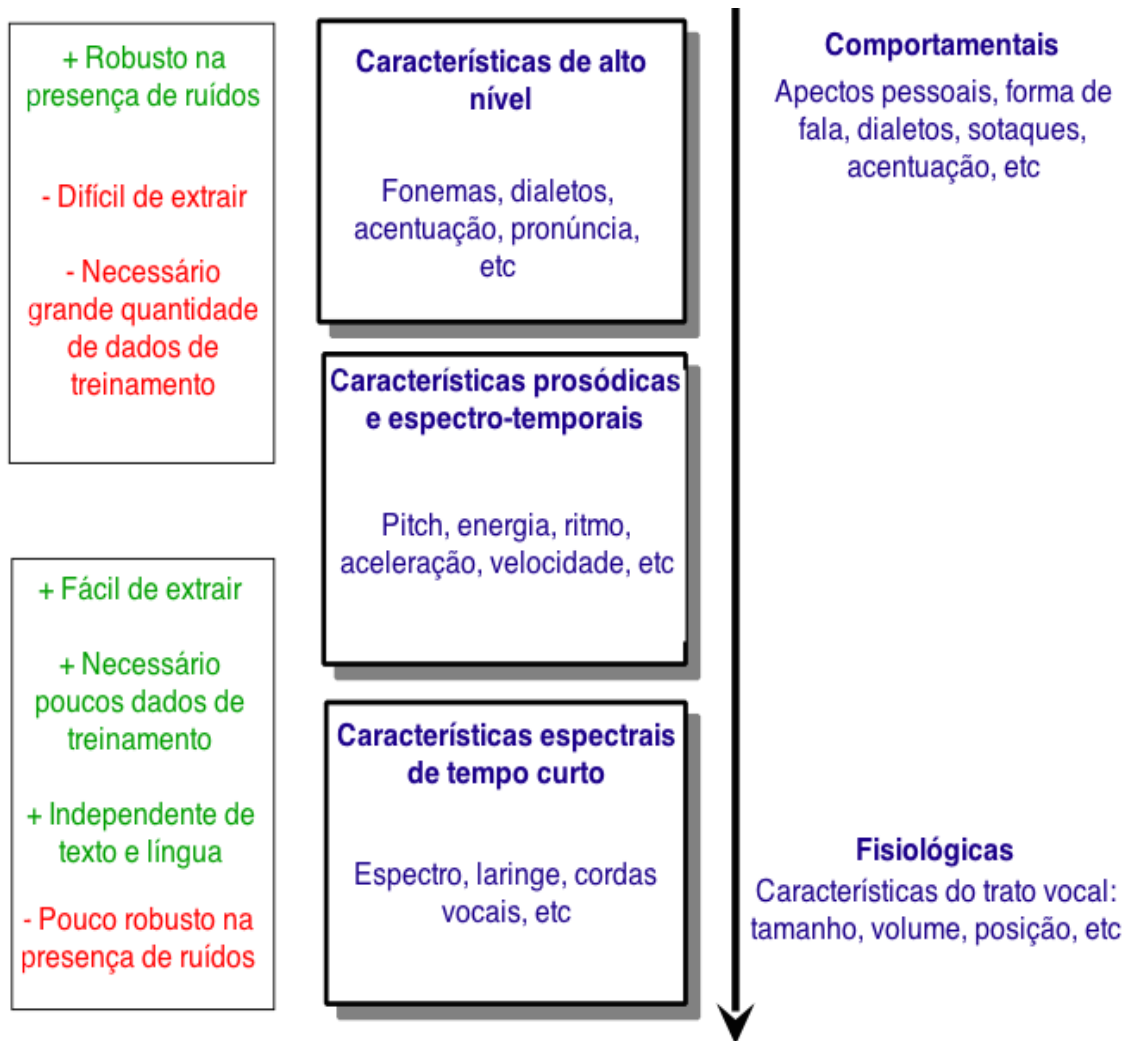 + Robusto na
presença de ruídos
- Difícil de extrair
- Necessário
grande quantidade
de dados de
treinamento
+ Fácil de extrair
+ Necessário
poucos dados de
treinamento
+ Independente de
texto e língua
- Pouco robusto na
presença de ruídos
Características de alto
nível
Fonemas, dialetos,
acentuação, pronúncia,
etc
Características prosódicas
e espectro-temporais
Pitch, energia, ritmo,
aceleração, velocidade, etc
Características espectrais
de tempo curto
Espectro, laringe, cordas
vocais, etc
Comportamentais
Apectos pessoais, forma de
fala, dialetos, sotaques,
acentuação, etc
Fisiológicas
Características do trato vocal:
tamanho, volume, posição, etc